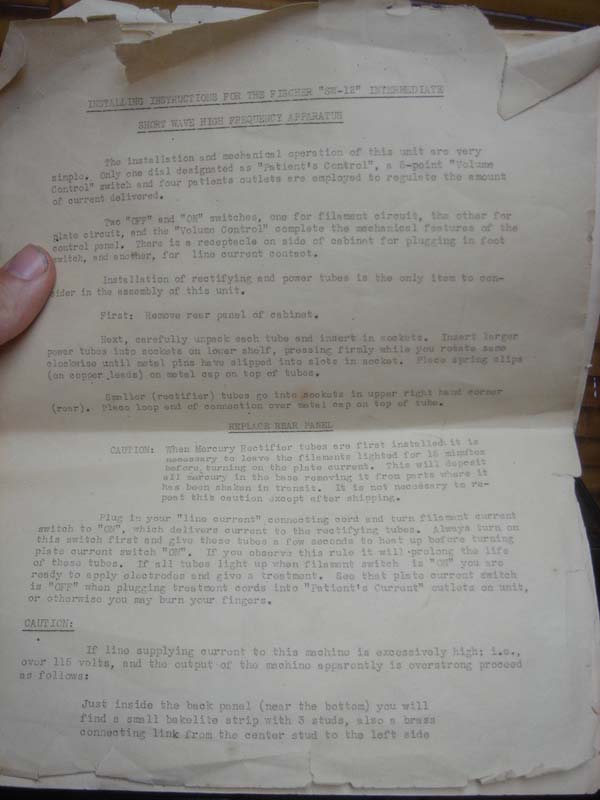 INSTALLING INSTRUCTIONS FOR THE FISCHER "SW-12" INTERMEDIATE
SHORT WAVE HIGH FREQUENCY APPARATUS
The installation and mechanical operation of this unit are very
simple. Only one dial designated as "Patient's Control", a 5-point "Volume
Control" switch and four patients outlets are employed to regulate the amount
of current delivered.
Two "OFF" and "ON" switches, one for filament circuit, the other for
plate circuit, and the "Volume Control" complete the mechanical features of the
control panel. There is a receptacle on side of cabinet for plugging in foot
switch, and another, for line current contact.
Installation of rectifying and power tubes is the only item to con-
sider in the assembly of this unit.
First: Remove rear panel of cabinet.
Next, carefully unpack each tube and insert in sockets. Insert larger
power tubes into sockets on lower shelf, pressing firmly while you rotate same
clockwise until metal pins have slipped into slots in socket. Place spring clips
(on copper leads) on metal cap on top of tubes.
Smaller (rectifier) tubes go into sockets in upper right hand corner
(rear). Place loop end of connection over metal cap on top of tube.
REPLACE REAR PANEL
CAUTION: When Mercury Rectifier tubes are first installed it is
necessary to leave the filaments lighted for 15 minutes
before turning on the plate current. This will deposit
all mercury in the base removing it from parts where it
has been shaken in transit. It is not necessary to re-
peat this caution except after shipping.
Plug in your "line current" connecting cord and turn filament current
switch to "ON", which delivers current to the rectifying tubes. Always turn on
this switch first and give these tubes a few seconds to heat up before turning
plate current switch "ON". If you observe this rule it will prolong the life
of these tubes. If all tubes light up when filament switch is "ON" you are
ready to apply electrodes and give a treatment. See that plate current switch
is "OFF" when plugging treatment cords into "Patient's Current" outlets on unit,
or otherwise you may burn your fingers.
CAUTION:
If line supplying current to this machine is excessively high; i.e.,
over 115 volts, and the output of the machine apparently is overstrong proceed
as follows:
Just inside the back panel (near the bottom) you will
find a small bakelite strip with 3 studs, also a brass
connecting link from the center stud to the left side